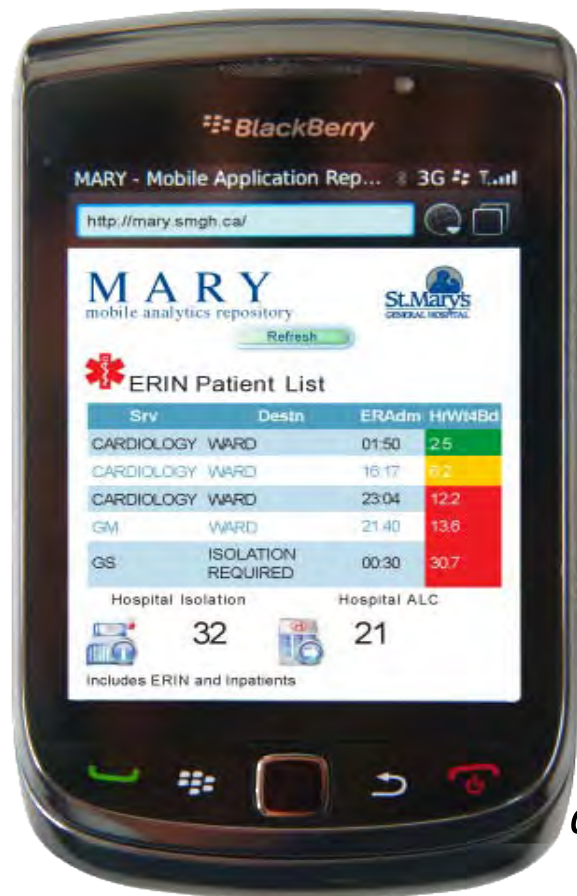 BlackBerry
MARY - Mobile Application Rep... 3G
http://mary.smgh.ca/
MARY
mobile analytics repository
St.Mary's
GENERAL HOSPITAL
Refresh
ERIN Patient List
Srv Destn ERAdm HrWt4Bd
CARDIOLOGY WARD 01:50 2.5
CARDIOLOGY WARD 16:17 6.2
CARDIOLOGY WARD 23:04 12.2
GM WARD 21:40 13.6
GS ISOLATION REQUIRED 00:30 30.7
Hospital Isolation Hospital ALC
32 21
Includes ERIN and Inpatients